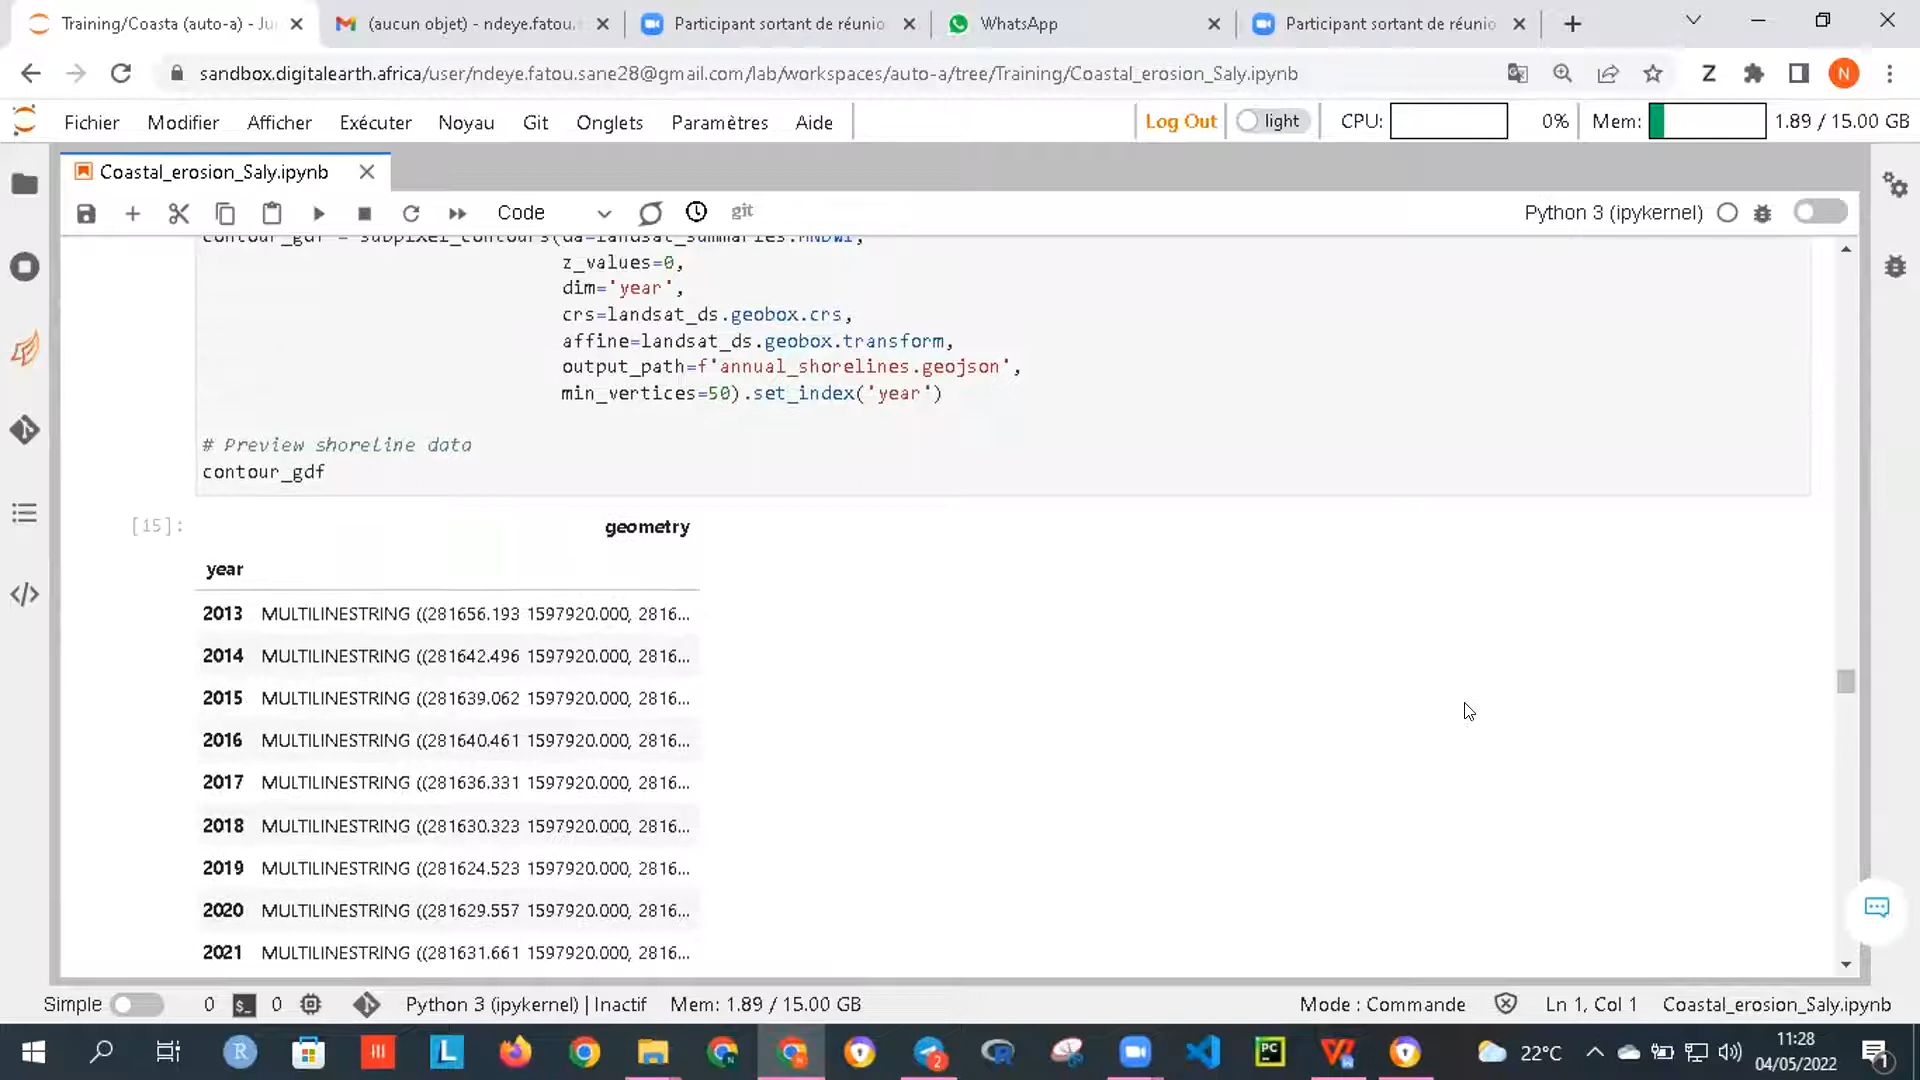 Training/Coasta (auto-a) - Ju
(aucun objet) - ndeye.fatou.
Participant sortant de réunio
WhatsApp
Participant sortant de réunio
sandbox.digitalearth.africa/user/ndeye.fatou.sane28@gmail.com/lab/workspaces/auto-a/tree/Training/Coastal_erosion_Saly.ipynb
Z
N
Fichier Modifier Afficher Exécuter Noyau Git Onglets Paramètres Aide
Log Out light CPU: 0% Mem: 1.89 / 15.00 GB
Coastal_erosion_Saly.ipynb
Code git Python 3 (ipykernel)
contour_gdf = subpixel_contours(da=landsat_summaries.MNDWI,
z_values=0,
dim='year',
crs=landsat_ds.geobox.crs,
affine=landsat_ds.geobox.transform,
output_path=f'annual_shorelines.geojson',
min_vertices=50).set_index('year')
# Preview shoreline data
contour_gdf
[15]: geometry
year
2013 MULTILINESTRING ((281656.193 1597920.000, 2816...
2014 MULTILINESTRING ((281642.496 1597920.000, 2816...
2015 MULTILINESTRING ((281639.062 1597920.000, 2816...
2016 MULTILINESTRING ((281640.461 1597920.000, 2816...
2017 MULTILINESTRING ((281636.331 1597920.000, 2816...
2018 MULTILINESTRING ((281630.323 1597920.000, 2816...
2019 MULTILINESTRING ((281624.523 1597920.000, 2816...
2020 MULTILINESTRING ((281629.557 1597920.000, 2816...
2021 MULTILINESTRING ((281631.661 1597920.000, 2816...
Simple 0 $_ 0 Python 3 (ipykernel) | Inactif Mem: 1.89 / 15.00 GB Mode : Commande Ln 1, Col 1 Coastal_erosion_Saly.ipynb
R L N 2 R PC 22°C 11:28
04/05/2022 1